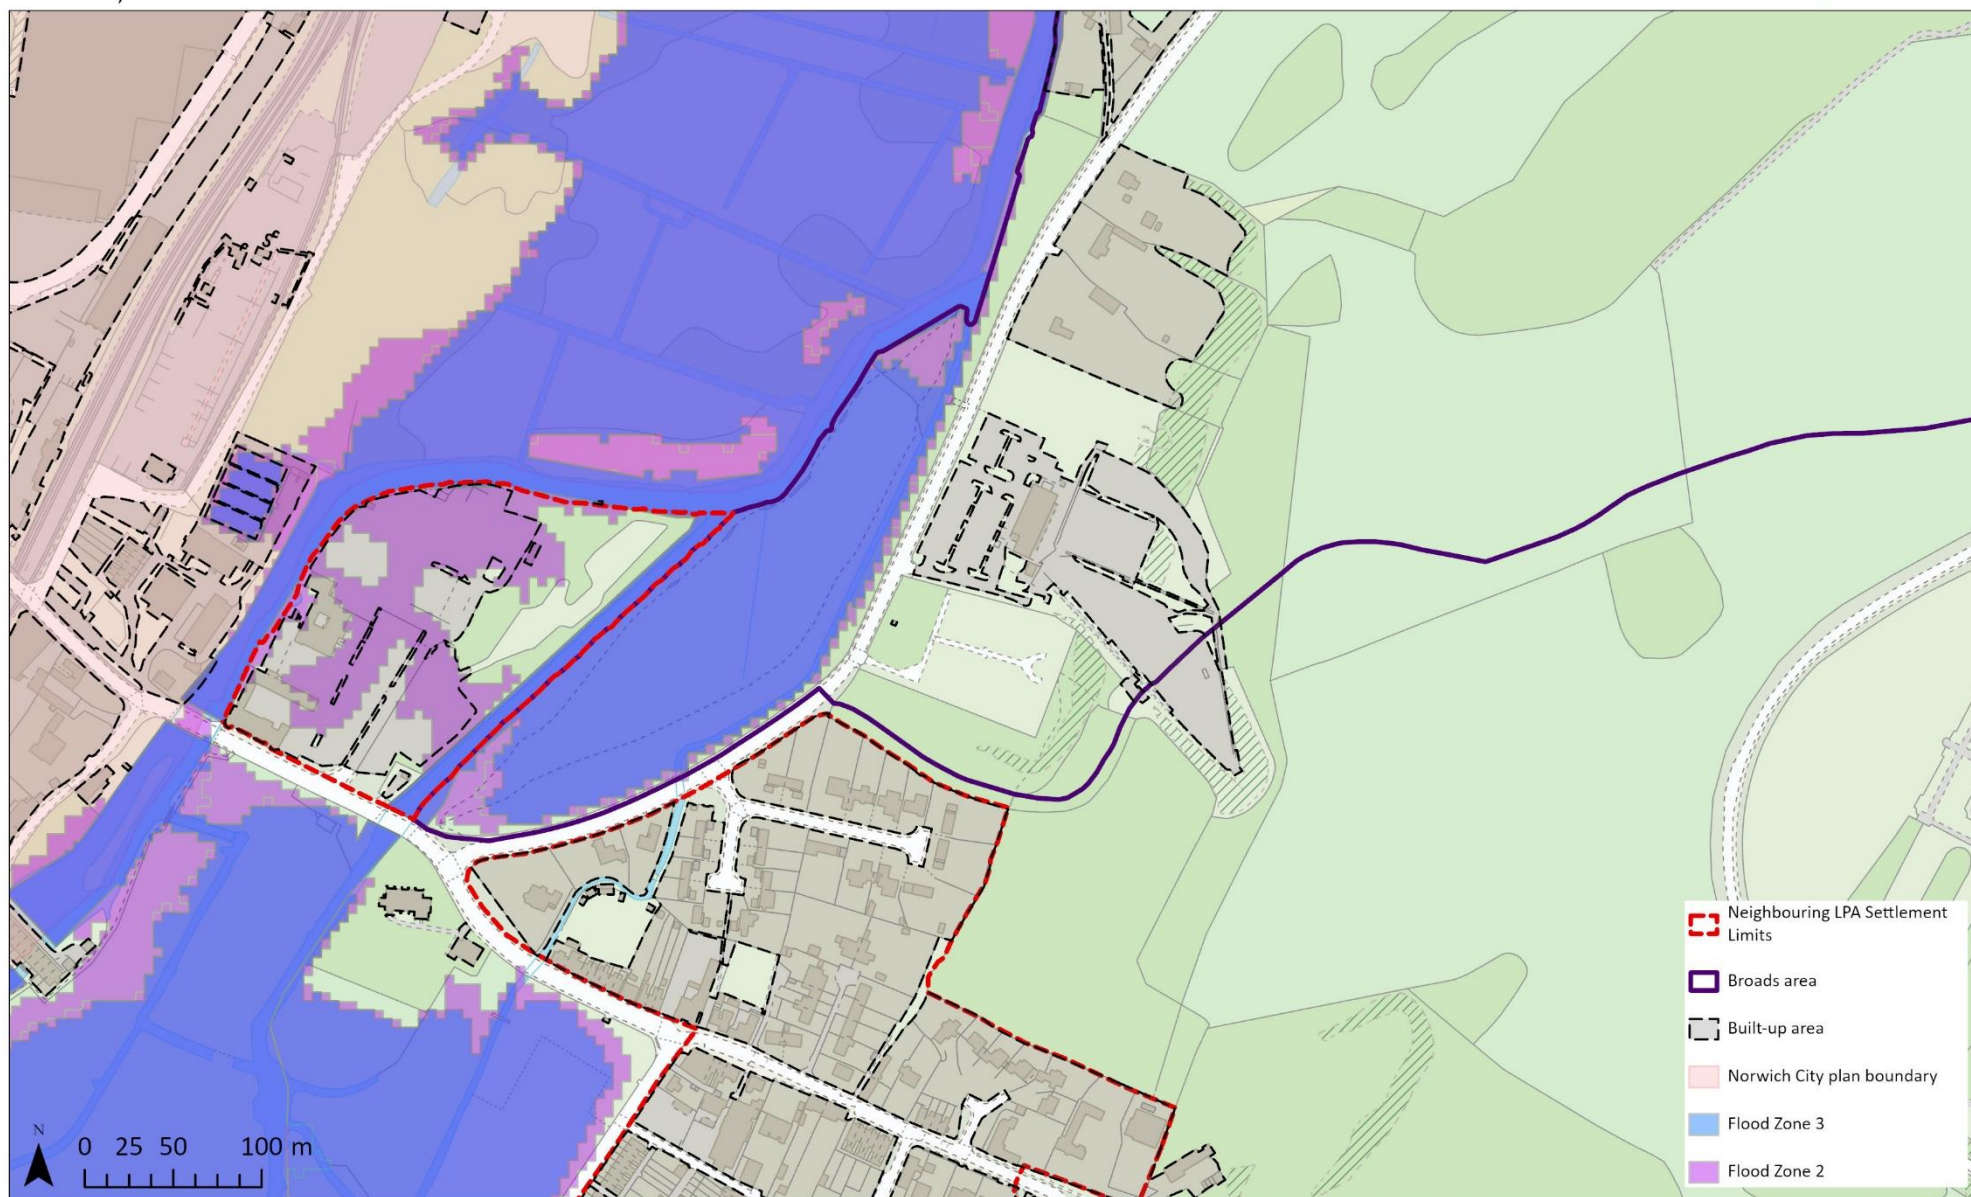 Neighbouring LPA Settlement
Limits
Broads area
Built-up area
Norwich City plan boundary
Flood Zone 3
Flood Zone 2
N
0 25 50 100 m